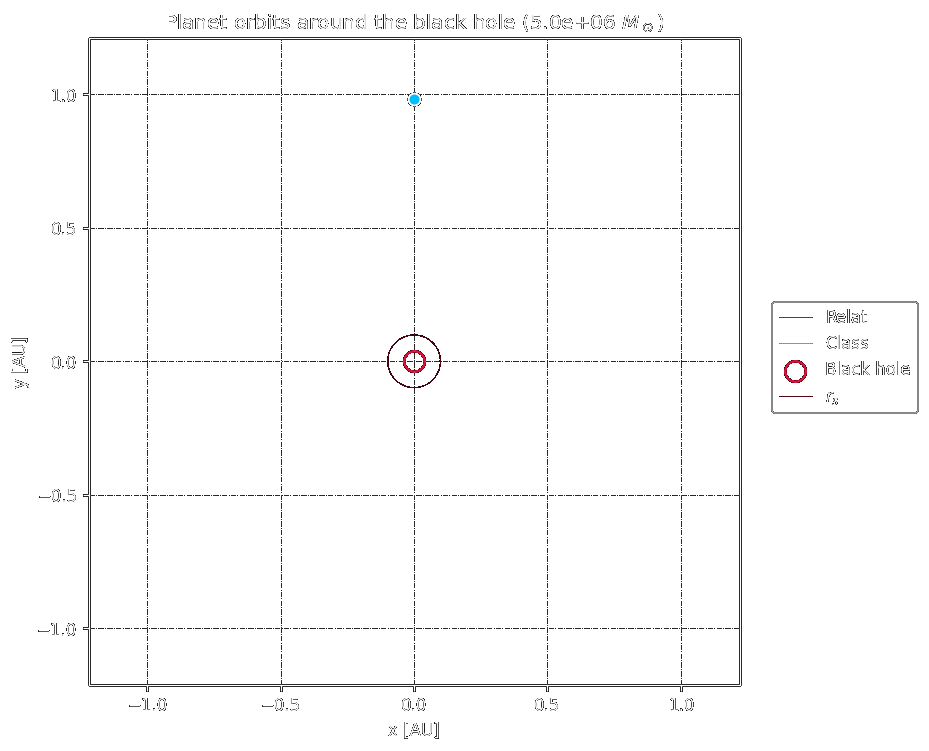 Planet orbits around the black hole (5.0e+06 M☉)
1.0
0.5
0.0
−0.5
−1.0
y [AU]
−1.0 −0.5 0.0 0.5 1.0
x [AU]
Relat
Class
Black hole
rₛ